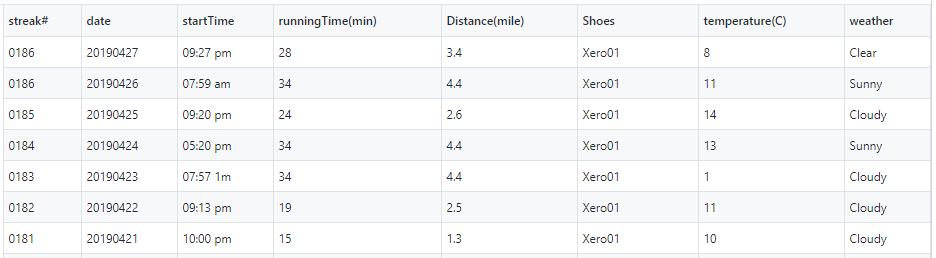 streak# date startTime runningTime(min) Distance(mile) Shoes temperature(C) weather
0186 20190427 09:27 pm 28 3.4 Xero01 8 Clear
0186 20190426 07:59 am 34 4.4 Xero01 11 Sunny
0185 20190425 09:20 pm 24 2.6 Xero01 14 Cloudy
0184 20190424 05:20 pm 34 4.4 Xero01 13 Sunny
0183 20190423 07:57 1m 34 4.4 Xero01 1 Cloudy
0182 20190422 09:13 pm 19 2.5 Xero01 11 Cloudy
0181 20190421 10:00 pm 15 1.3 Xero01 10 Cloudy